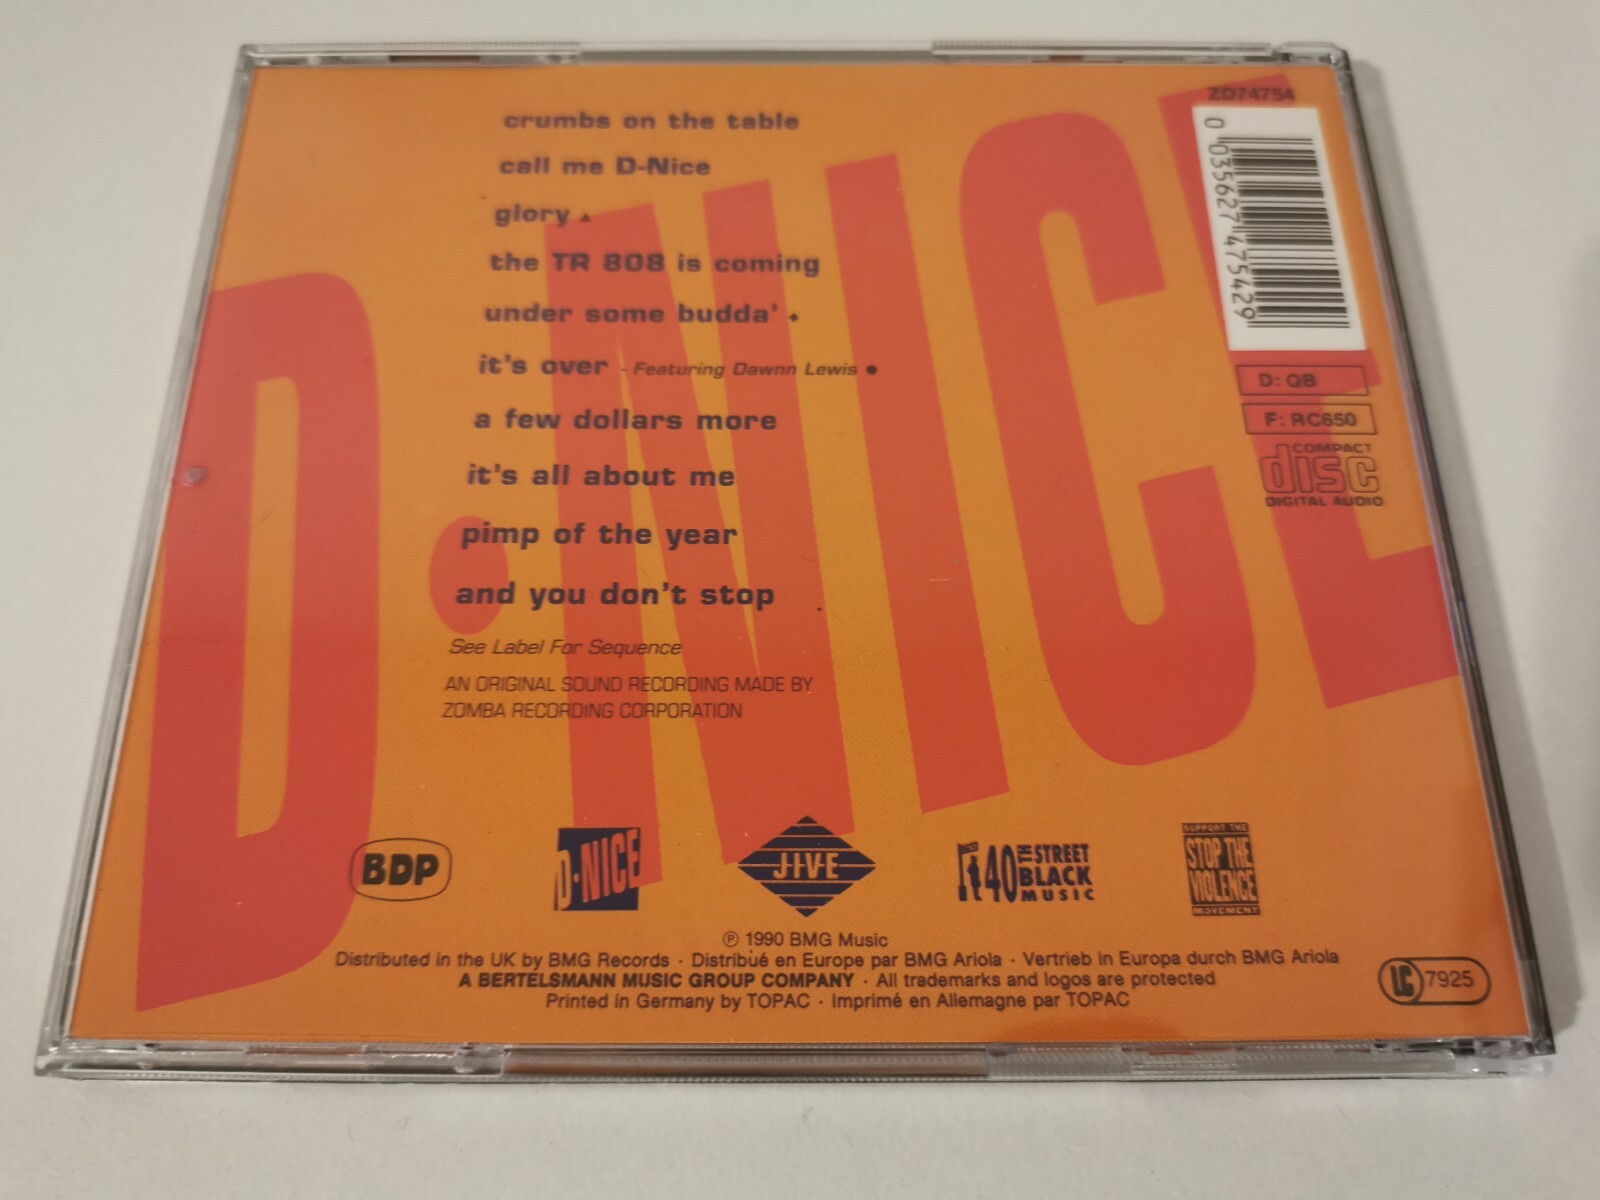 crumbs on the table
call me D-Nice
glory ▲
the TR 808 is coming
under some budda' ♦
it's over - Featuring Dawnn Lewis ●
a few dollars more
it's all about me
pimp of the year
and you don't stop
See Label For Sequence
AN ORIGINAL SOUND RECORDING MADE BY
ZOMBA RECORDING CORPORATION
D·NICE
ZD74754
0 035627 475429
D: QB
F: RC650
COMPACT
disc
DIGITAL AUDIO
BDP
D·NICE
JIVE
40TH STREET
BLACK
MUSIC
SUPPORT THE
STOP THE
VIOLENCE
MOVEMENT
℗ 1990 BMG Music
Distributed in the UK by BMG Records · Distribué en Europe par BMG Ariola · Vertrieb in Europa durch BMG Ariola
A BERTELSMANN MUSIC GROUP COMPANY · All trademarks and logos are protected
Printed in Germany by TOPAC · Imprimé en Allemagne par TOPAC
LC 7925